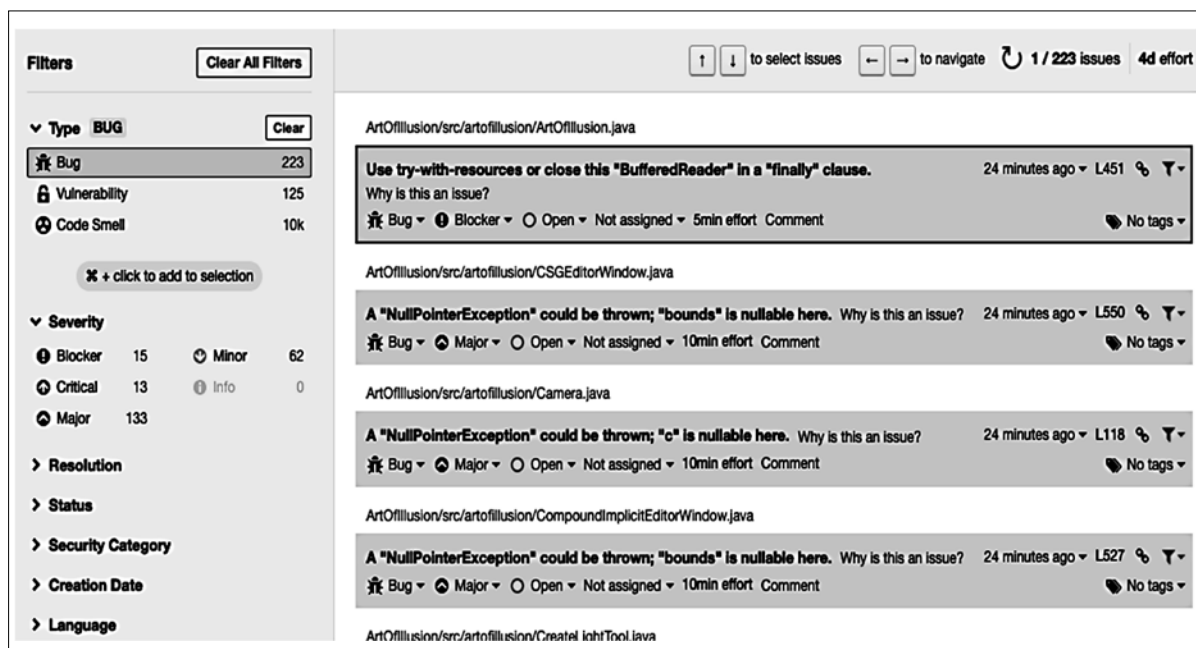 Filters
Clear All Filters
↑ ↓ to select issues ← → to navigate 1 / 223 issues 4d effort
Type BUG Clear
Bug 223
Vulnerability 125
Code Smell 10k
⌘ + click to add to selection
Severity
Blocker 15 Minor 62
Critical 13 Info 0
Major 133
Resolution
Status
Security Category
Creation Date
Language
ArtOfIllusion/src/artofillusion/ArtOfIllusion.java
Use try-with-resources or close this "BufferedReader" in a "finally" clause. 24 minutes ago L451
Why is this an issue?
Bug Blocker Open Not assigned 5min effort Comment No tags
ArtOfIllusion/src/artofillusion/CSGEditorWindow.java
A "NullPointerException" could be thrown; "bounds" is nullable here. Why is this an issue? 24 minutes ago L550
Bug Major Open Not assigned 10min effort Comment No tags
ArtOfIllusion/src/artofillusion/Camera.java
A "NullPointerException" could be thrown; "c" is nullable here. Why is this an issue? 24 minutes ago L118
Bug Major Open Not assigned 10min effort Comment No tags
ArtOfIllusion/src/artofillusion/CompoundImplicitEditorWindow.java
A "NullPointerException" could be thrown; "bounds" is nullable here. Why is this an issue? 24 minutes ago L527
Bug Major Open Not assigned 10min effort Comment No tags
ArtOfIllusion/src/artofillusion/CreateLightTool.java